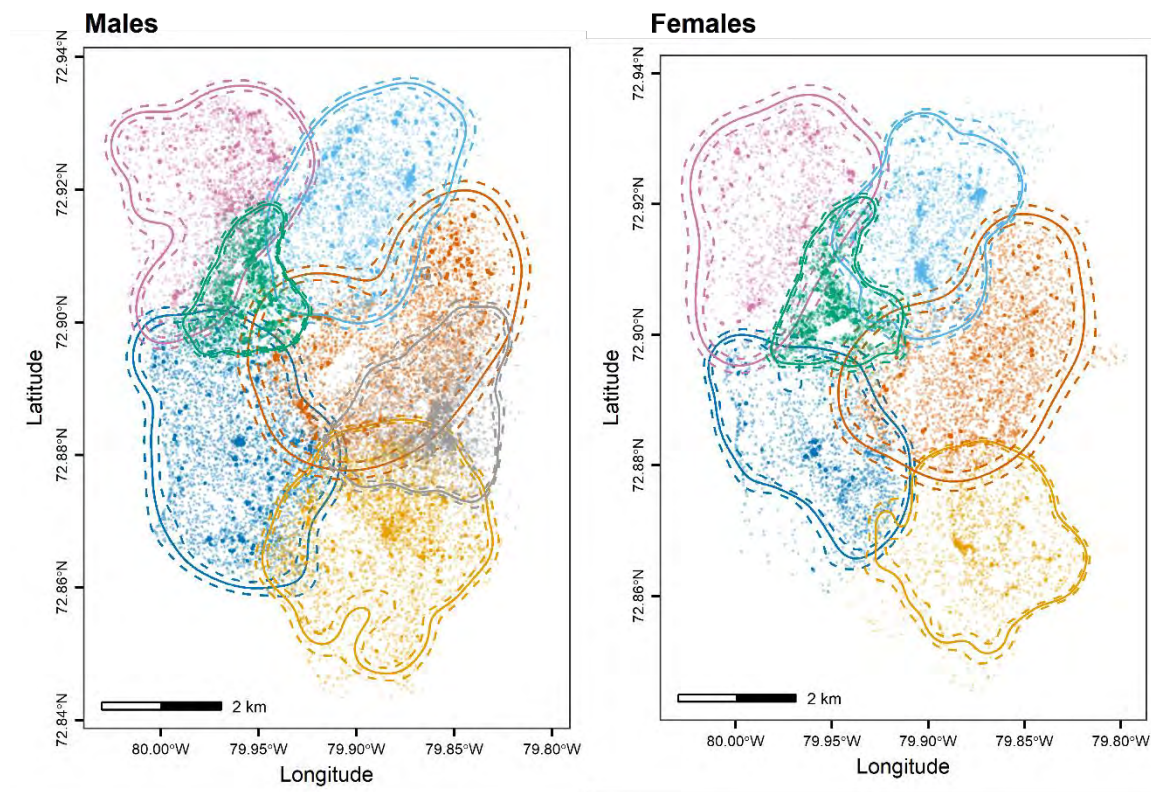 Males
Females
72.94°N
72.92°N
72.90°N
72.88°N
72.86°N
72.84°N
Latitude
2 km
80.00°W
79.95°W
79.90°W
79.85°W
79.80°W
Longitude
72.94°N
72.92°N
72.90°N
72.88°N
72.86°N
Latitude
2 km
80.00°W
79.95°W
79.90°W
79.85°W
79.80°W
Longitude